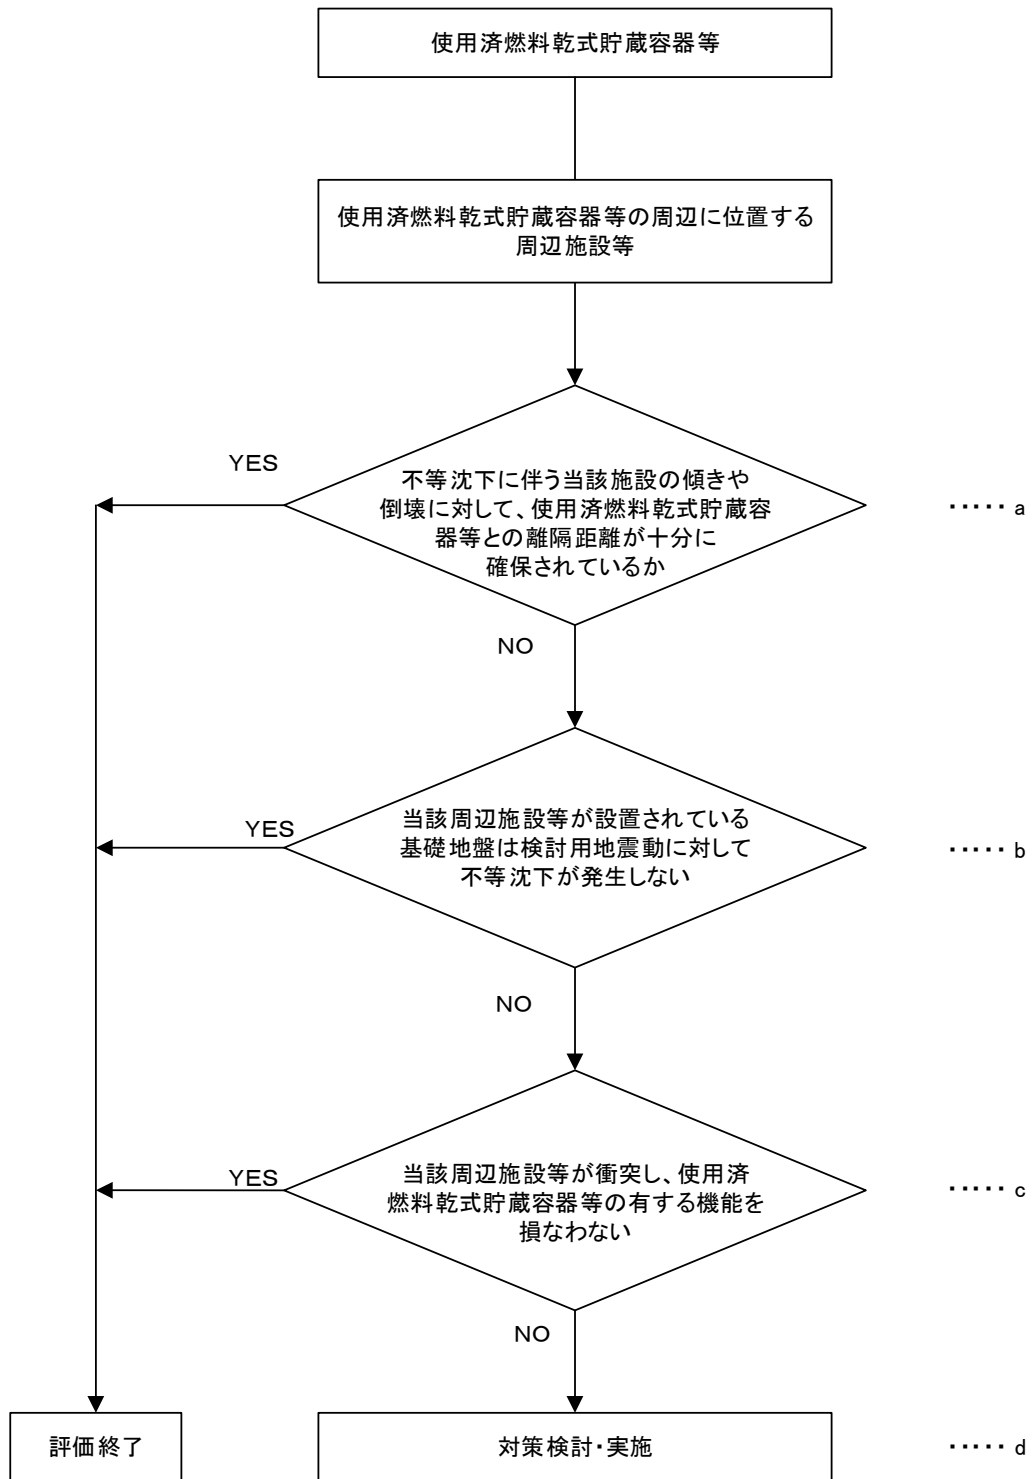 使用済燃料乾式貯蔵容器等
使用済燃料乾式貯蔵容器等の周辺に位置する
周辺施設等
YES
不等沈下に伴う当該施設の傾きや
倒壊に対して、使用済燃料乾式貯蔵容
器等との離隔距離が十分に
確保されているか
・・・・・ a
NO
YES
当該周辺施設等が設置されている
基礎地盤は検討用地震動に対して
不等沈下が発生しない
・・・・・ b
NO
YES
当該周辺施設等が衝突し、使用済
燃料乾式貯蔵容器等の有する機能を
損なわない
・・・・・ c
NO
評価終了
対策検討・実施
・・・・・ d